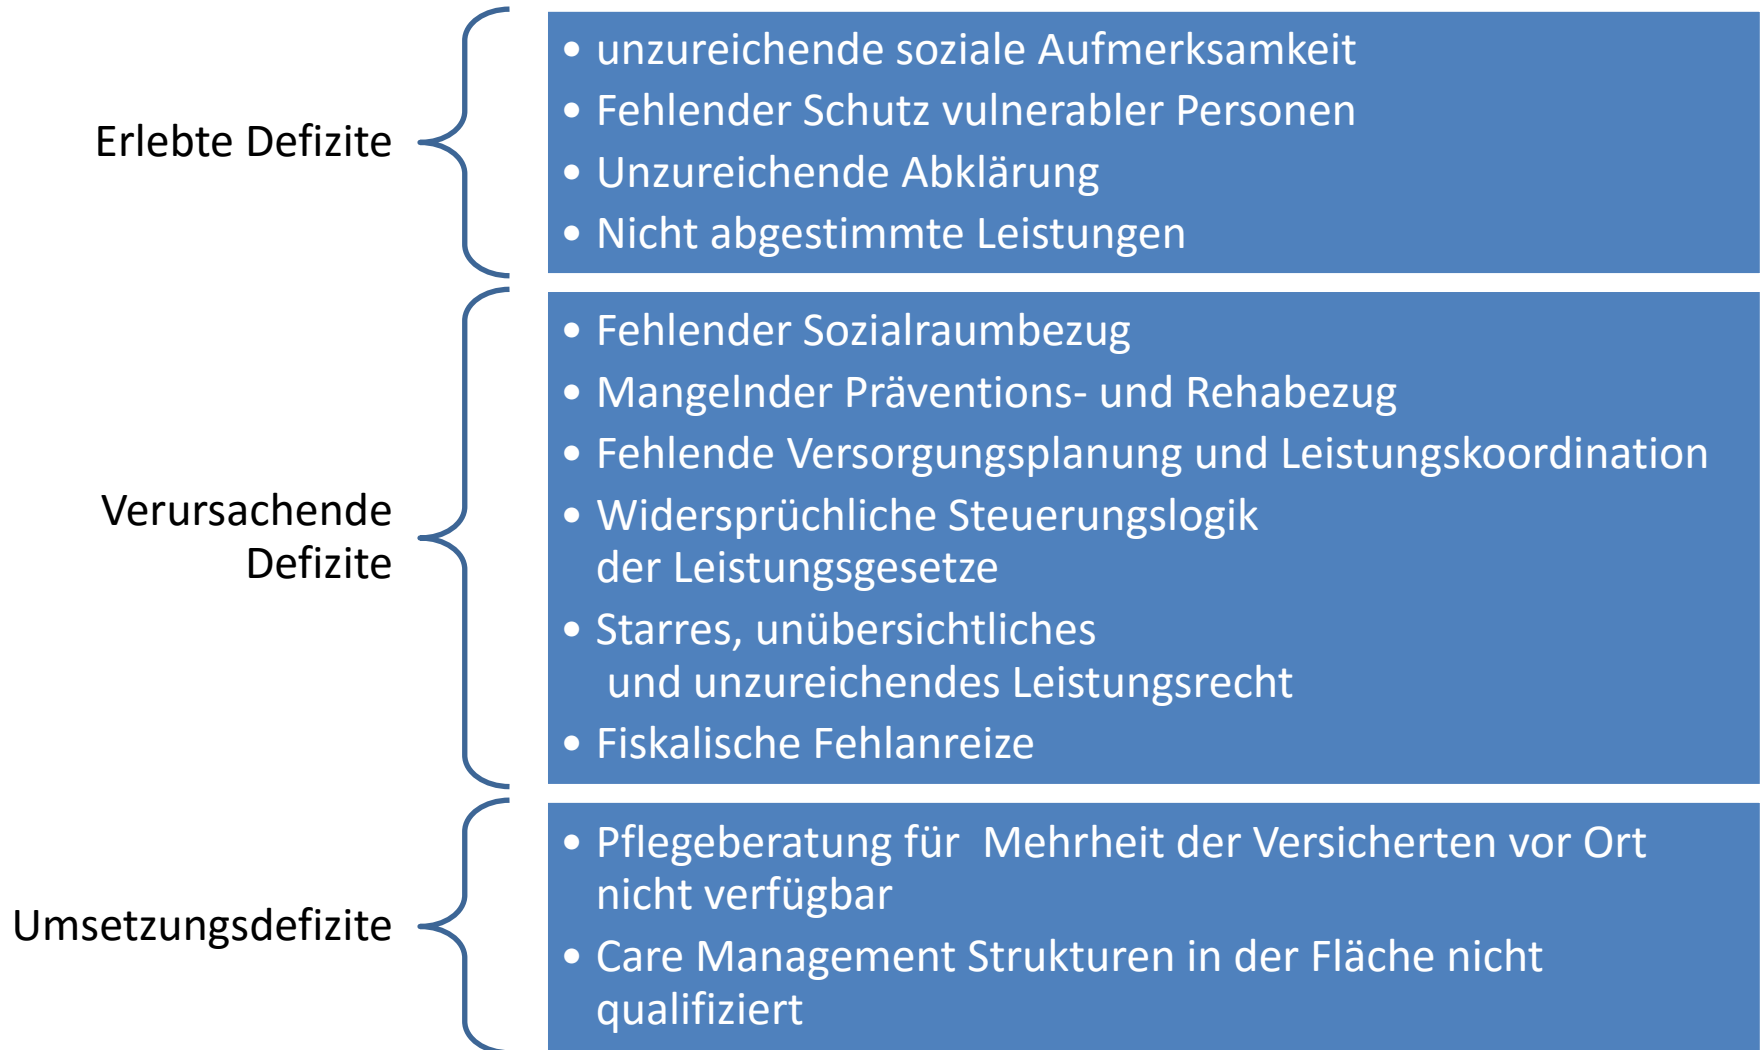 Erlebte Defizite
• unzureichende soziale Aufmerksamkeit
• Fehlender Schutz vulnerabler Personen
• Unzureichende Abklärung
• Nicht abgestimmte Leistungen
Verursachende
Defizite
• Fehlender Sozialraumbezug
• Mangelnder Präventions- und Rehabezug
• Fehlende Versorgungsplanung und Leistungskoordination
• Widersprüchliche Steuerungslogik
der Leistungsgesetze
• Starres, unübersichtliches
und unzureichendes Leistungsrecht
• Fiskalische Fehlanreize
Umsetzungsdefizite
• Pflegeberatung für  Mehrheit der Versicherten vor Ort
nicht verfügbar
• Care Management Strukturen in der Fläche nicht
qualifiziert